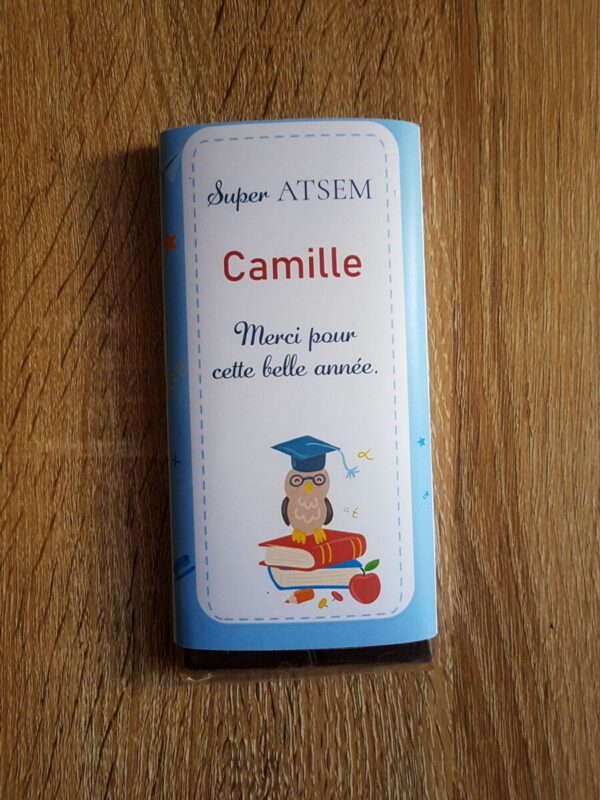 Super ATSEM
Camille
Merci pour
cette belle année.